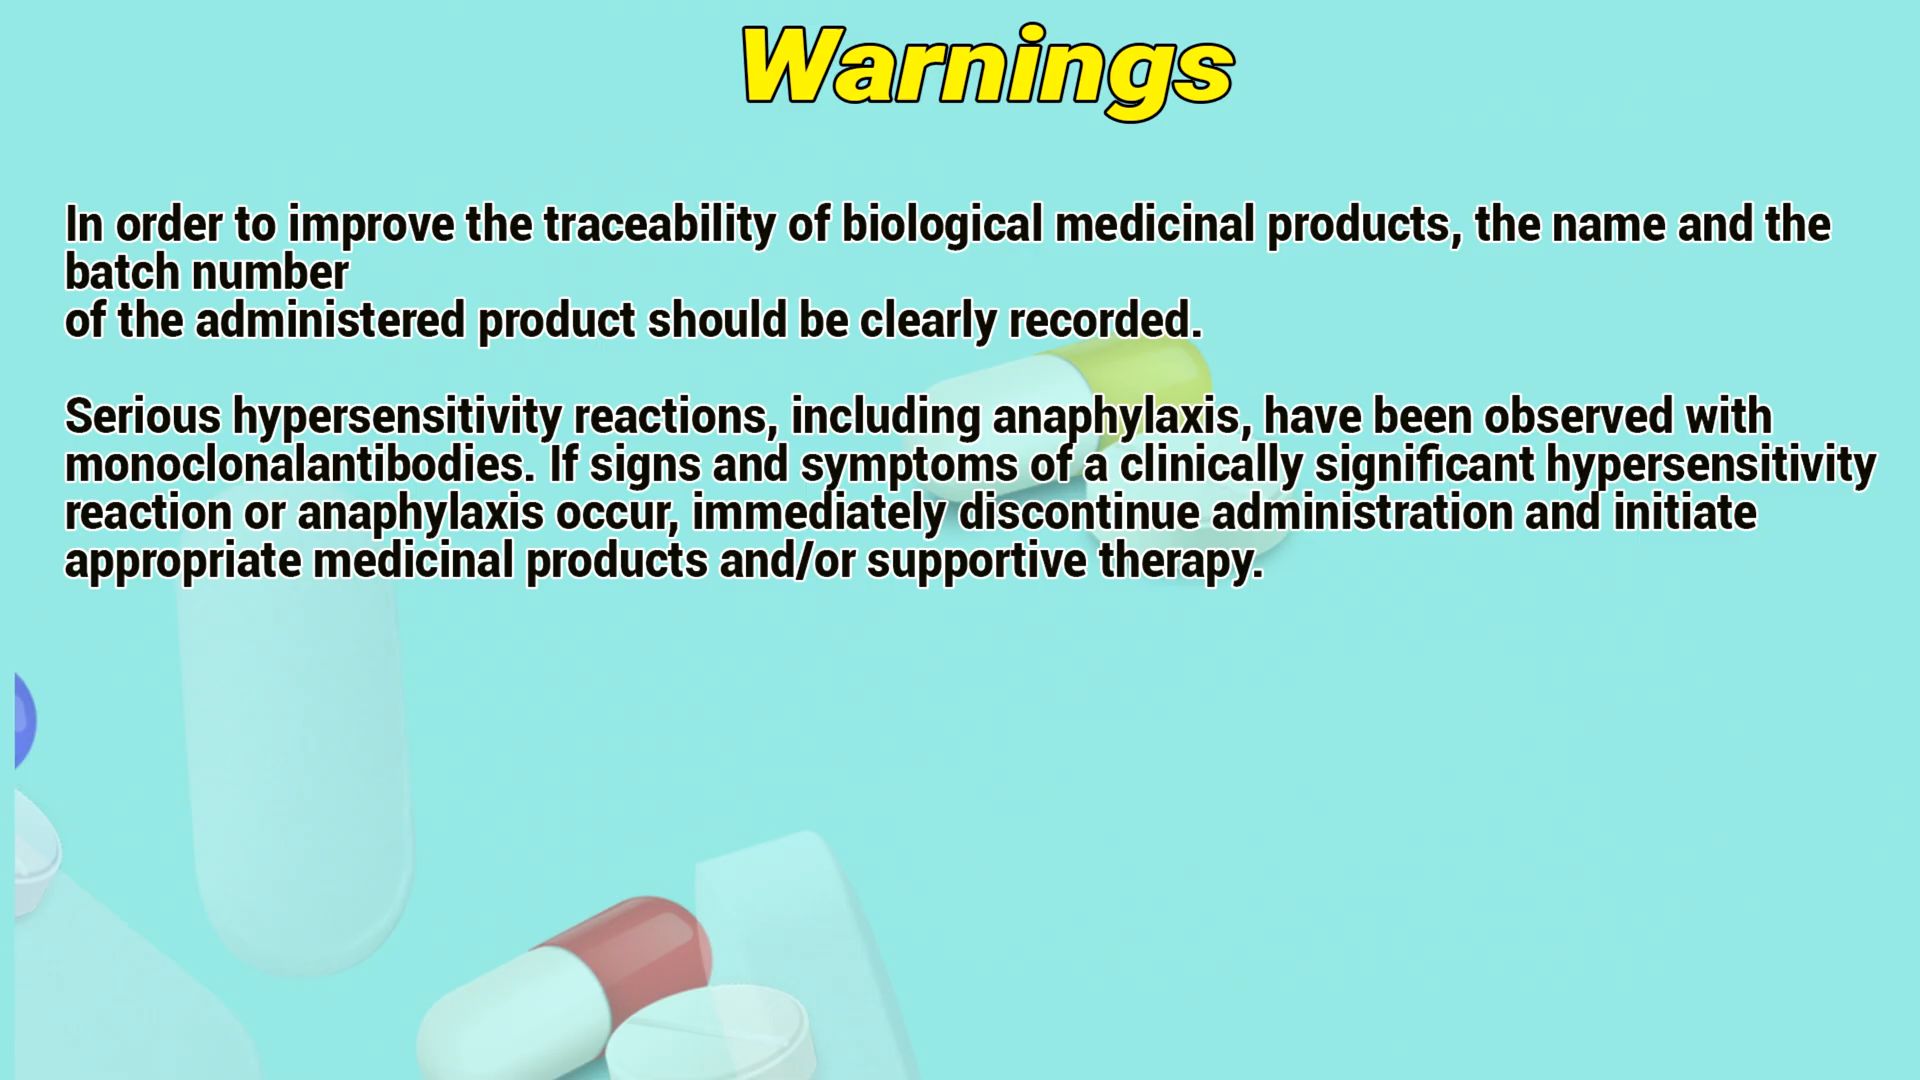 Warnings
In order to improve the traceability of biological medicinal products, the name and the
batch number
of the administered product should be clearly recorded.
Serious hypersensitivity reactions, including anaphylaxis, have been observed with
monoclonalantibodies. If signs and symptoms of a clinically significant hypersensitivity
reaction or anaphylaxis occur, immediately discontinue administration and initiate
appropriate medicinal products and/or supportive therapy.